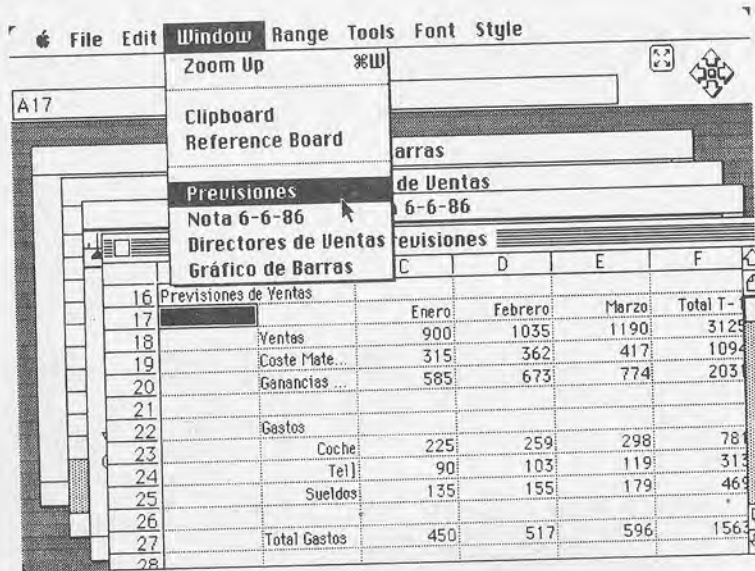 File Edit Window Range Tools Font Style
Zoom Up ⌘W
A17
Clipboard
Reference Board
arras
Previsiones
de Ventas
Nota 6-6-86
6-6-86
Directores de Ventas
revisiones
Gráfico de Barras
C D E F
16 Previsiones de Ventas
17 Enero Febrero Marzo Total T-1
18 Ventas 900 1035 1190 3125
19 Coste Mate... 315 362 417 1094
20 Ganancias ... 585 673 774 2031
21
22 Gastos
23 Coche 225 259 298 781
24 Tel] 90 103 119 313
25 Sueldos 135 155 179 469
26
27 Total Gastos 450 517 596 1563
28